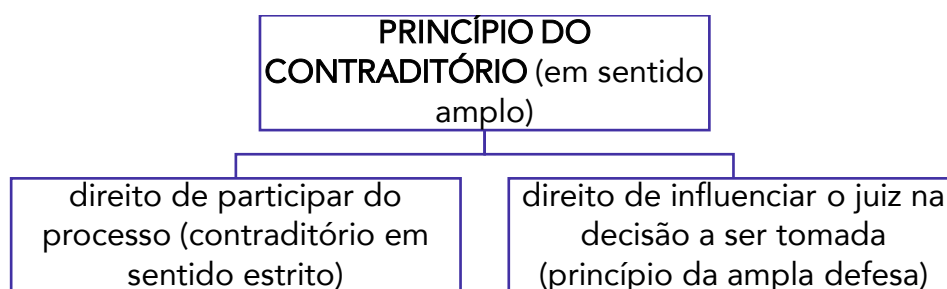 PRINCÍPIO DO
CONTRADITÓRIO (em sentido
amplo)
direito de participar do
processo (contraditório em
sentido estrito)
direito de influenciar o juiz na
decisão a ser tomada
(princípio da ampla defesa)